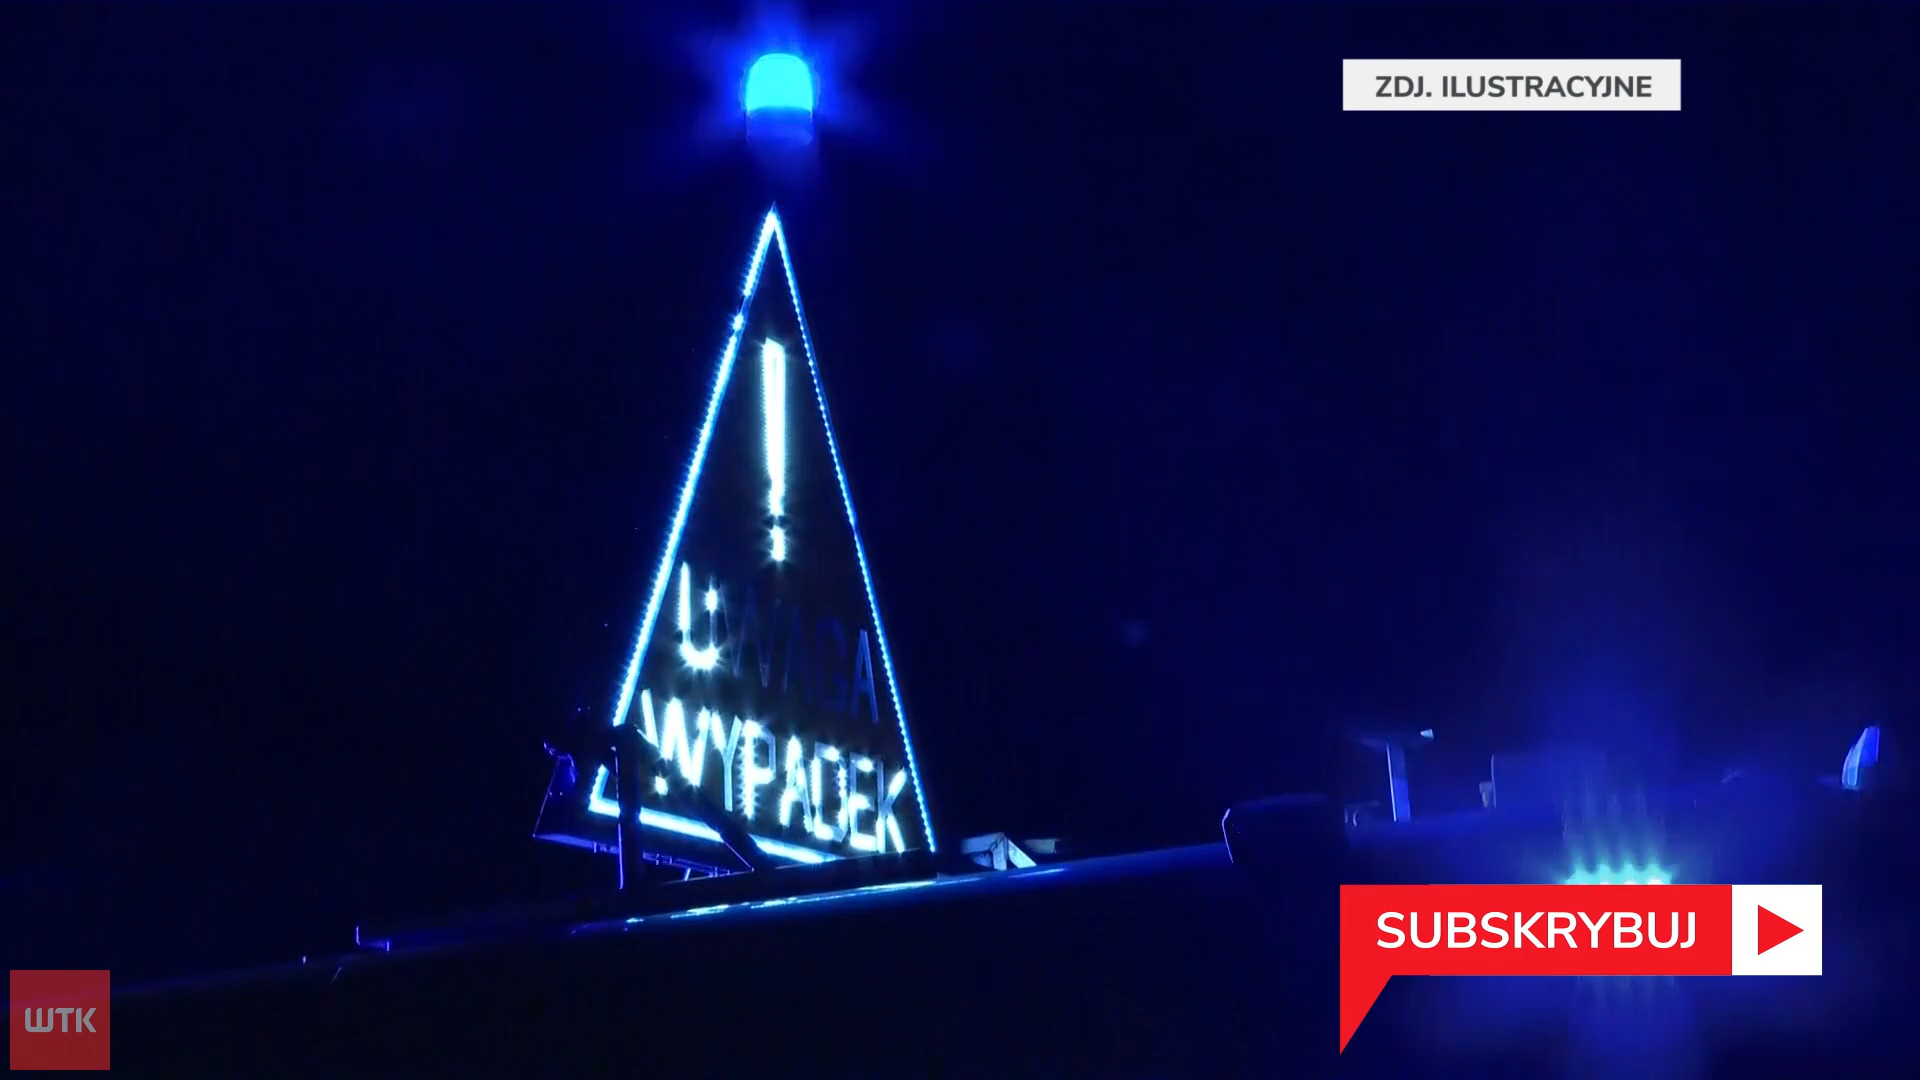 ZDJ. ILUSTRACYJNE
!
UWAGA
WYPADEK
SUBSKRYBUJ
WTK